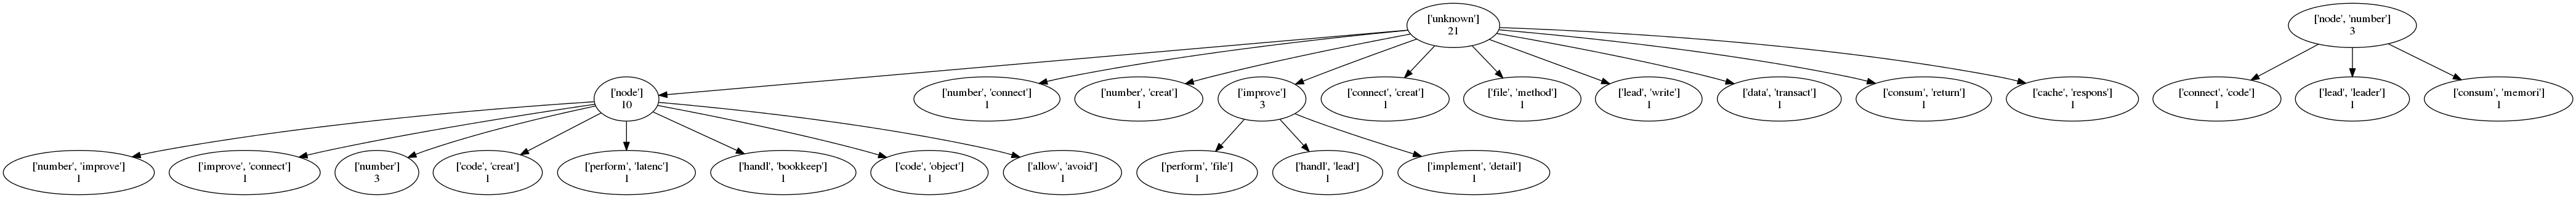 ['unknown']
21
['node', 'number']
3
['node']
10
['number', 'connect']
1
['number', 'creat']
1
['improve']
3
['connect', 'creat']
1
['file', 'method']
1
['lead', 'write']
1
['data', 'transact']
1
['consum', 'return']
1
['cache', 'respons']
1
['connect', 'code']
1
['lead', 'leader']
1
['consum', 'memori']
1
['number', 'improve']
1
['improve', 'connect']
1
['number']
3
['code', 'creat']
1
['perform', 'latenc']
1
['handl', 'bookkeep']
1
['code', 'object']
1
['allow', 'avoid']
1
['perform', 'file']
1
['handl', 'lead']
1
['implement', 'detail']
1